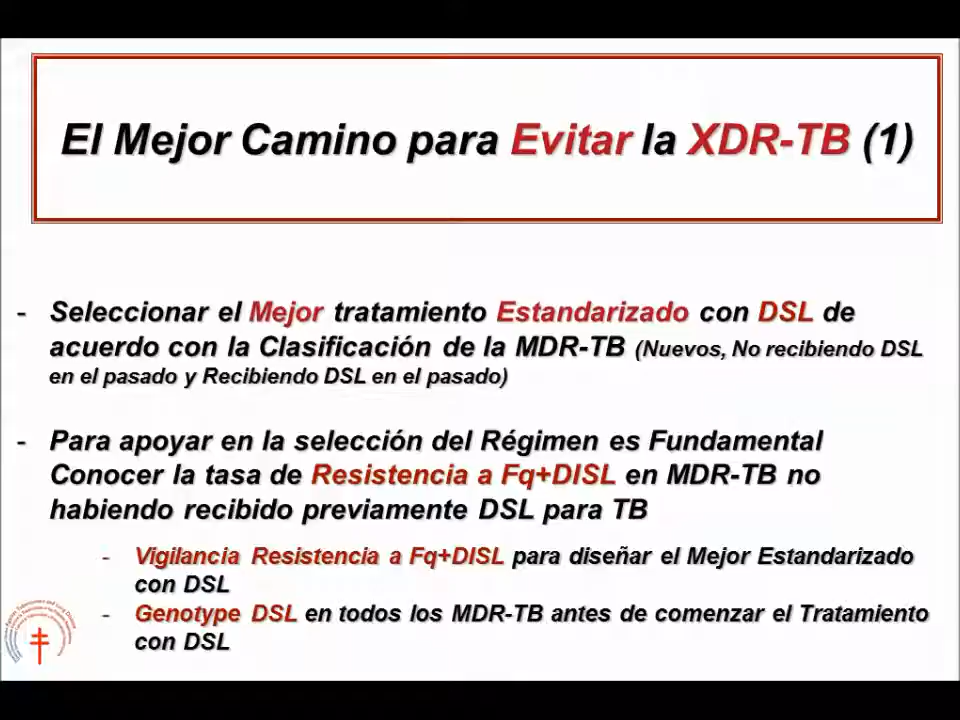 El Mejor Camino para Evitar la XDR-TB (1)
- Seleccionar el Mejor tratamiento Estandarizado con DSL de
acuerdo con la Clasificación de la MDR-TB (Nuevos, No recibiendo DSL
en el pasado y Recibiendo DSL en el pasado)
- Para apoyar en la selección del Régimen es Fundamental
Conocer la tasa de Resistencia a Fq+DISL en MDR-TB no
habiendo recibido previamente DSL para TB
- Vigilancia Resistencia a Fq+DISL para diseñar el Mejor Estandarizado
con DSL
- Genotype DSL en todos los MDR-TB antes de comenzar el Tratamiento
con DSL